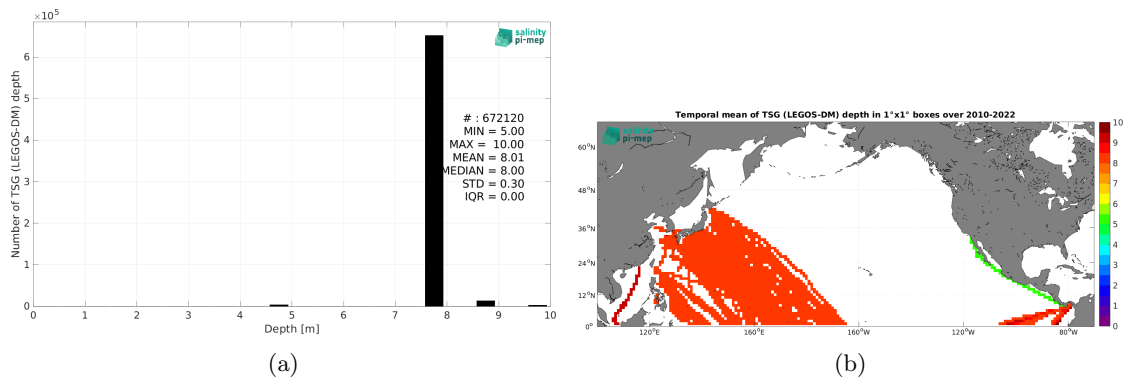 ×10⁵
salinity
pi-mep
6
5
4
3
2
1
0
Number of TSG (LEGOS-DM) depth
# : 672120
MIN = 5.00
MAX = 10.00
MEAN = 8.01
MEDIAN = 8.00
STD = 0.30
IQR = 0.00
0 1 2 3 4 5 6 7 8 9 10
Depth [m]
(a)
Temporal mean of TSG (LEGOS-DM) depth in 1°x1° boxes over 2010-2022
salinity
pi-mep
60°N
48°N
36°N
24°N
12°N
0°
120°E 160°E 160°W 120°W 80°W
10
9
8
7
6
5
4
3
2
1
0
(b)